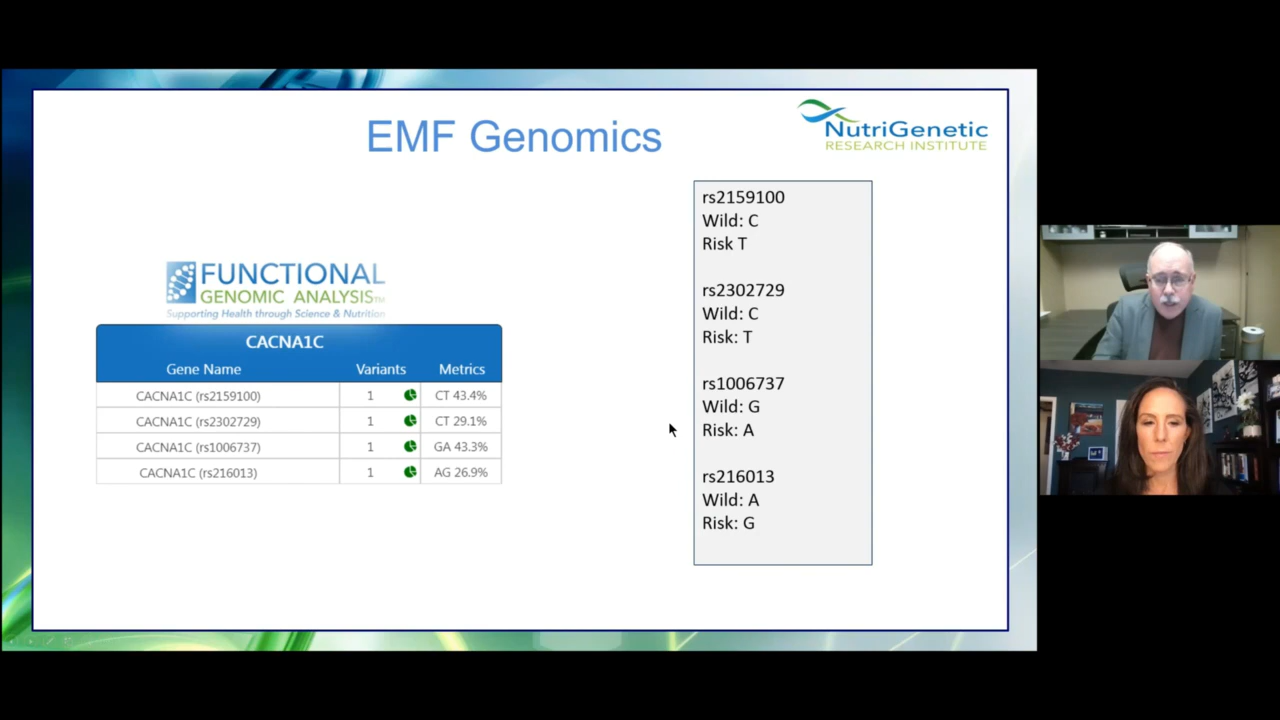 EMF Genomics
NutriGenetic
RESEARCH INSTITUTE
FUNCTIONAL
GENOMIC ANALYSIS™
Supporting Health through Science & Nutrition
CACNA1C
Gene Name Variants Metrics
CACNA1C (rs2159100) 1 CT 43.4%
CACNA1C (rs2302729) 1 CT 29.1%
CACNA1C (rs1006737) 1 GA 43.3%
CACNA1C (rs216013) 1 AG 26.9%
rs2159100
Wild: C
Risk T
rs2302729
Wild: C
Risk: T
rs1006737
Wild: G
Risk: A
rs216013
Wild: A
Risk: G